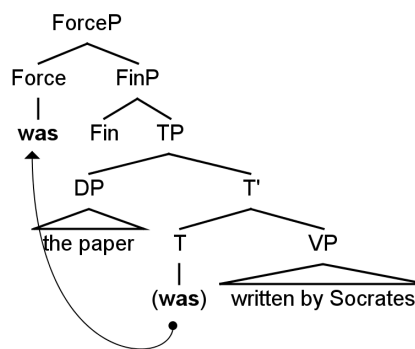 ForceP
Force FinP
was Fin TP
DP T'
the paper T VP
(was) written by Socrates